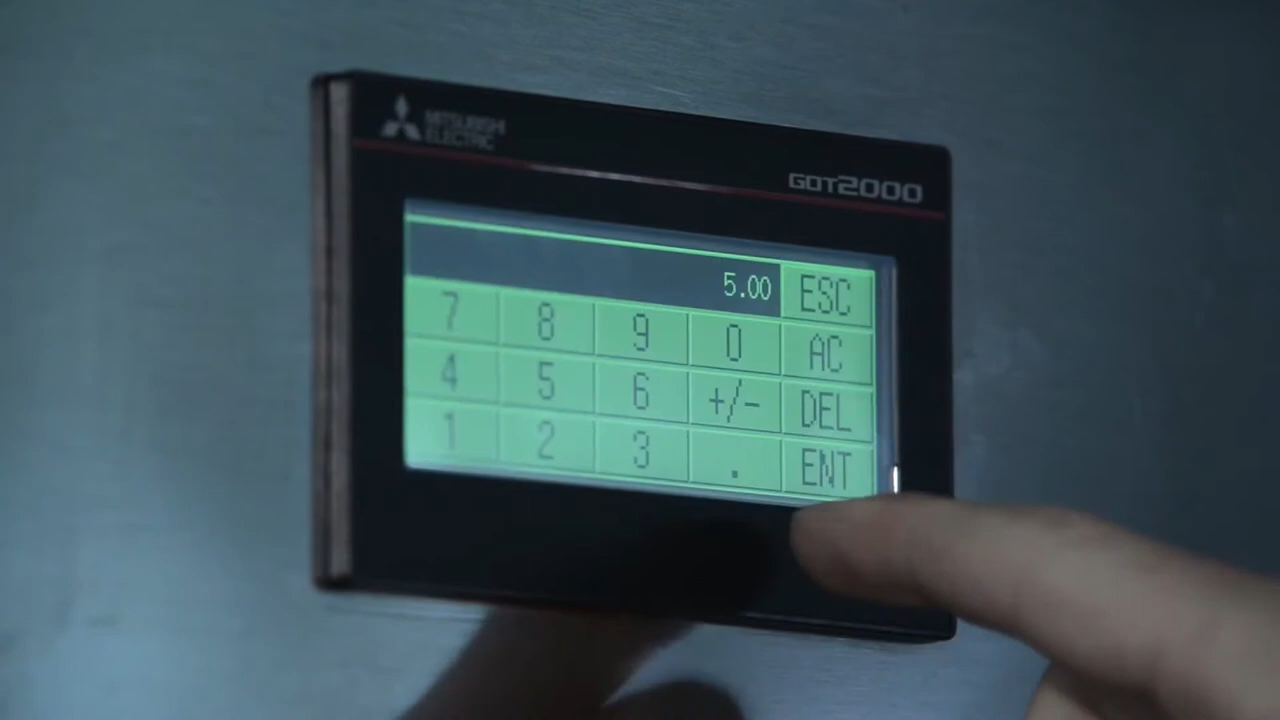 MITSUBISHI
ELECTRIC
GOT2000
5.00 ESC
7 8 9 0 AC
4 5 6 +/- DEL
1 2 3 . ENT